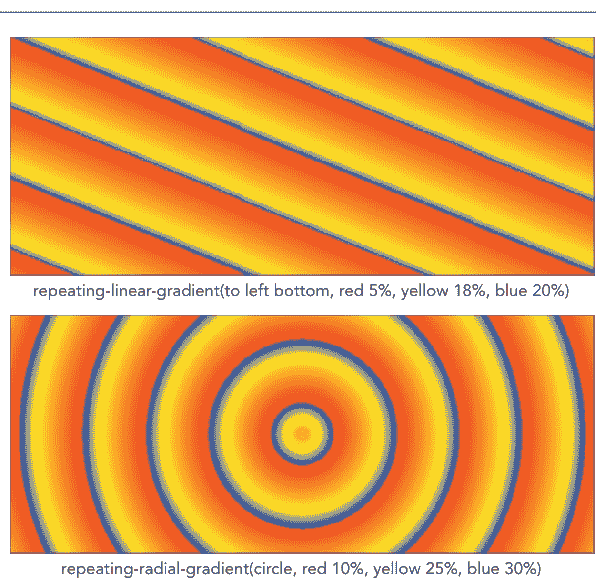 repeating-linear-gradient(to left bottom, red 5%, yellow 18%, blue 20%)
repeating-radial-gradient(circle, red 10%, yellow 25%, blue 30%)